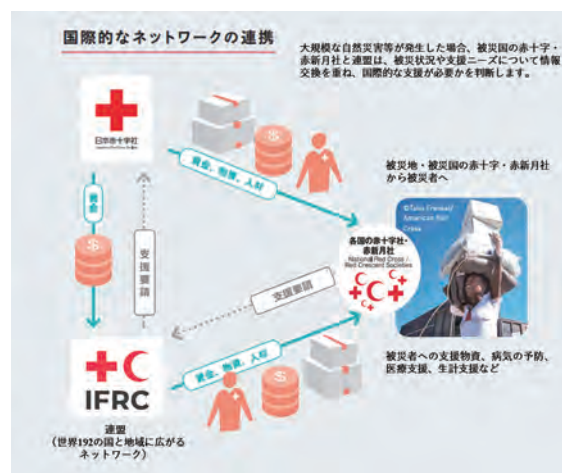 国際的なネットワークの連携
大規模な自然災害等が発生した場合、被災国の赤十字・
赤新月社と連盟は、被災状況や支援ニーズについて情報
交換を重ね、国際的な支援が必要かを判断します。
日本赤十字社
資金、物資、人材
資金
支援要請
被災地・被災国の赤十字・赤新月社
から被災者へ
American Red
Cross
各国の赤十字社・
赤新月社
National Red Cross /
Red Crescent Societies
支援要請
資金、物資、人材
IFRC
連盟
（世界192の国と地域に広がる
ネットワーク）
被災者への支援物資、病気の予防、
医療支援、生計支援など